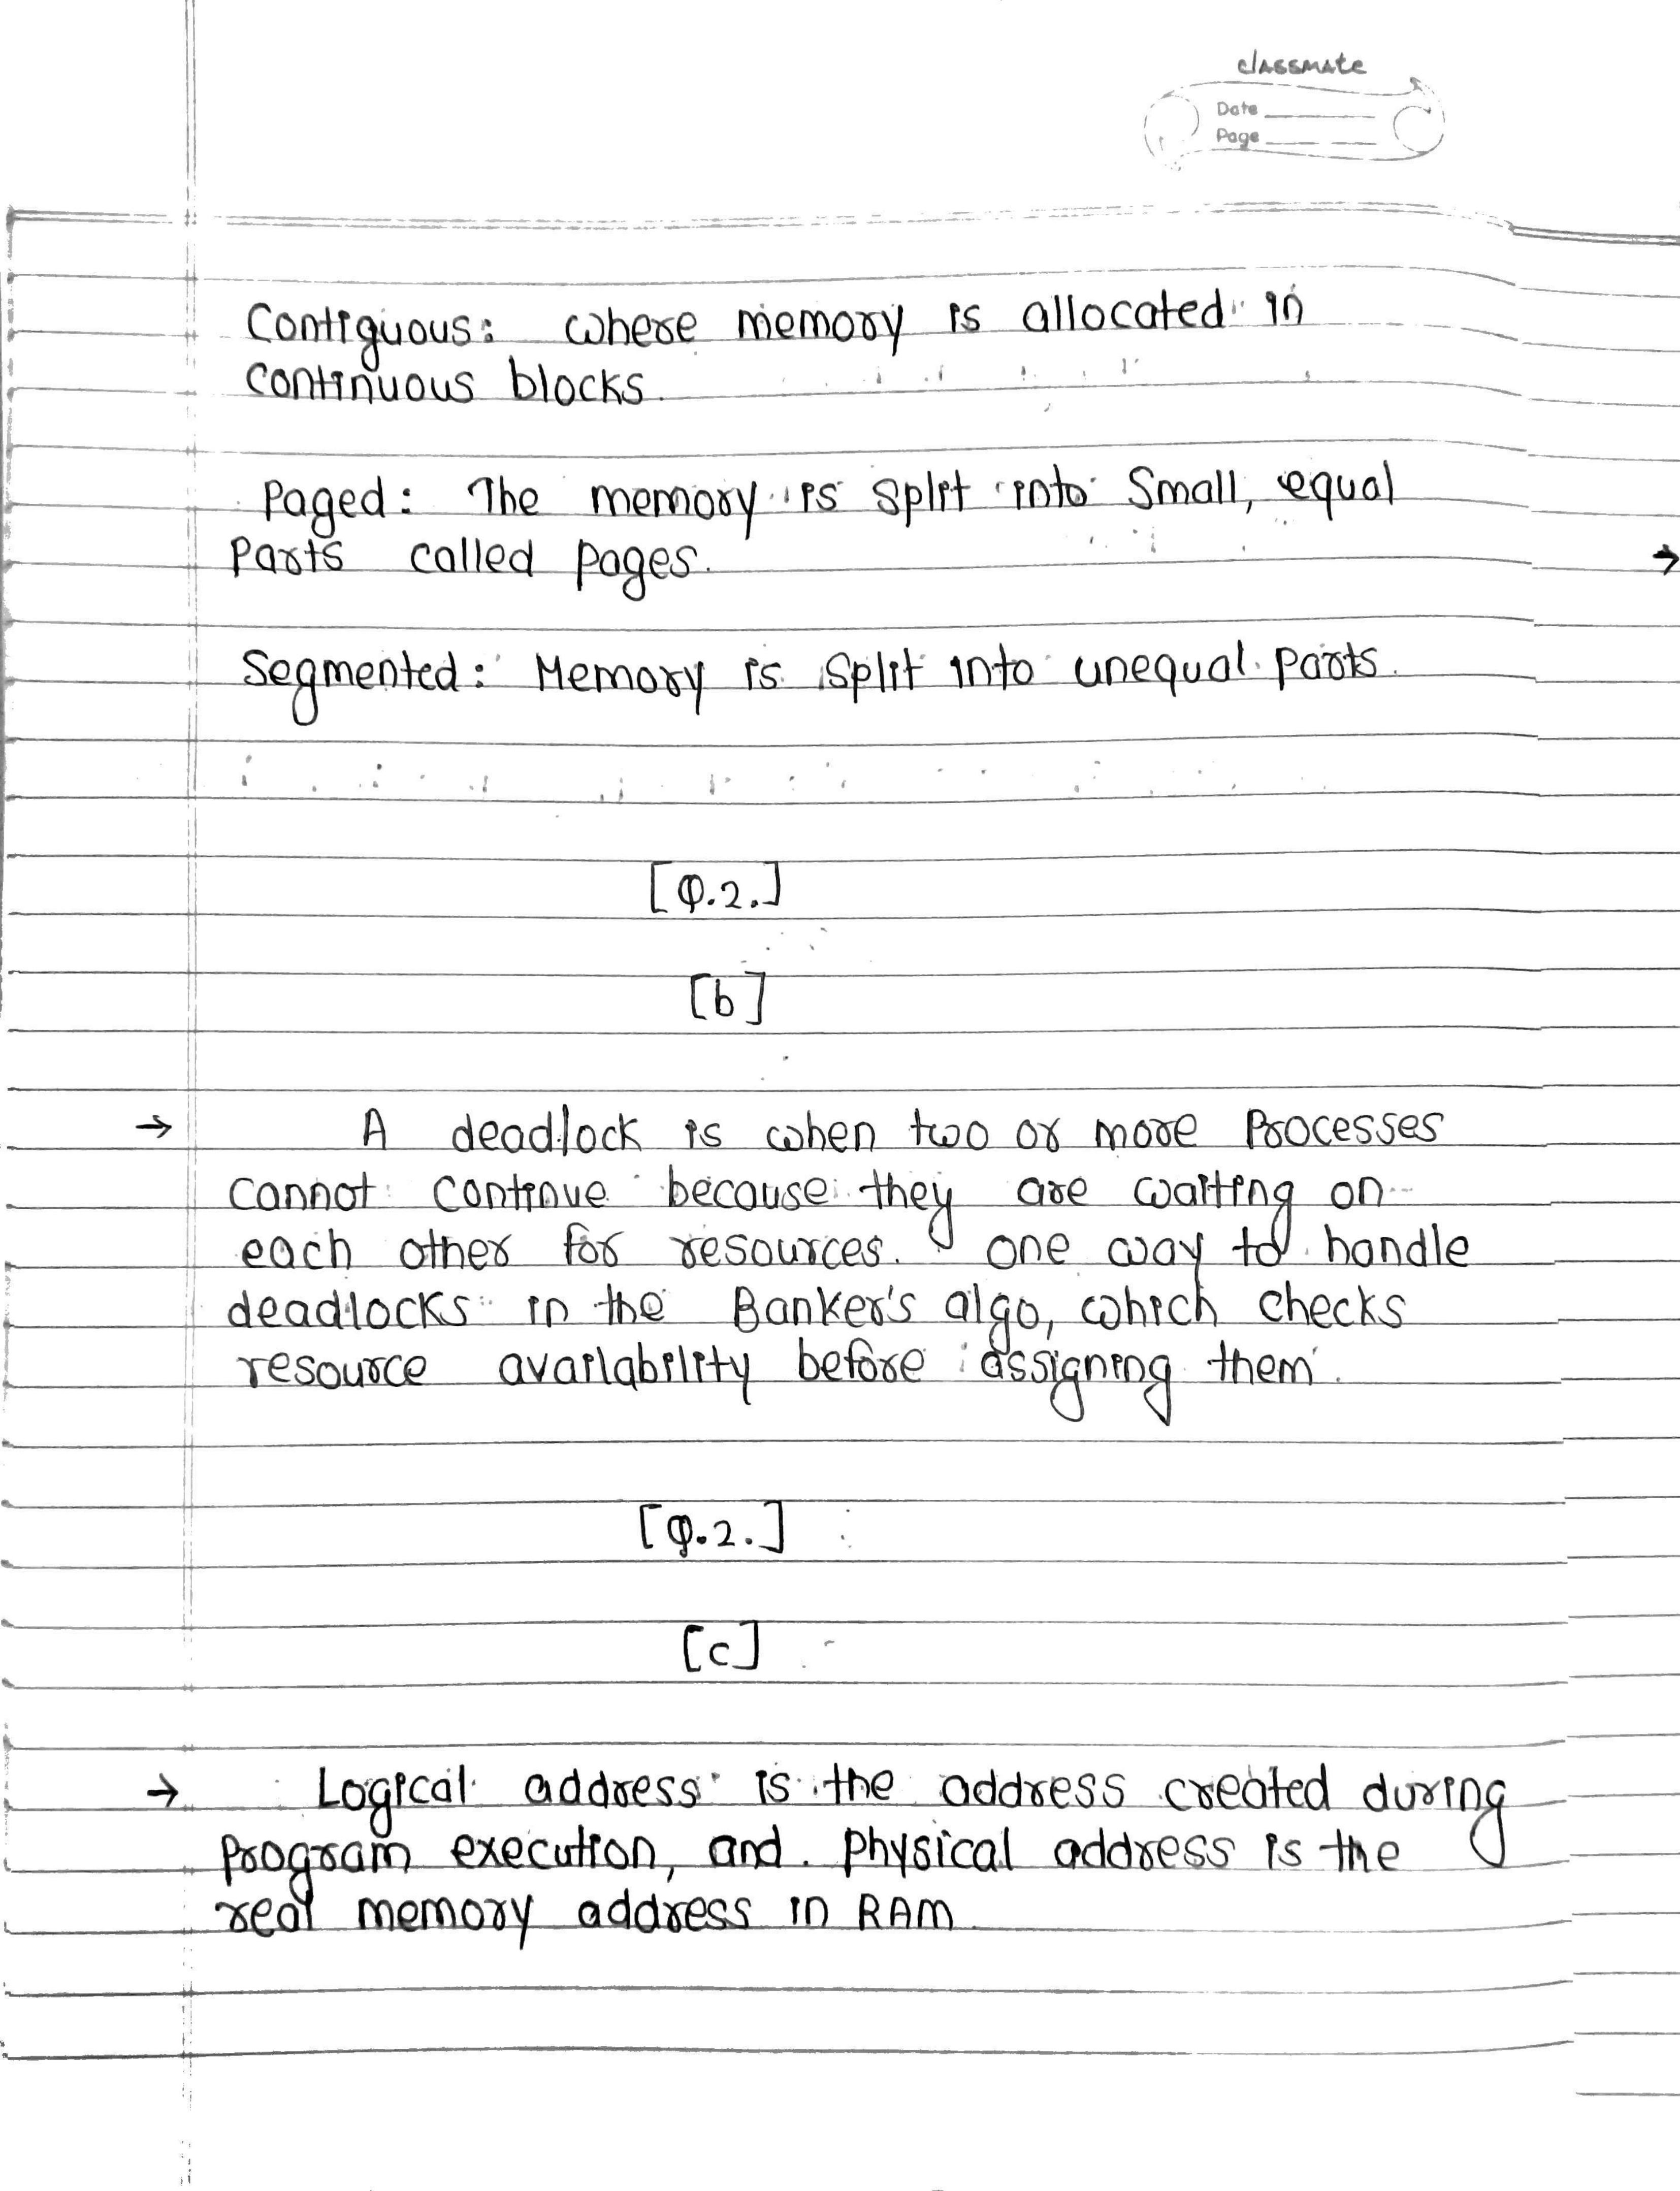 classmate
Date
Page
Contiguous: where memory is allocated in
continuous blocks.
Paged: The memory is split into small, equal
parts called pages.
Segmented: Memory is split into unequal parts.
[Q.2.]
[b]
→ A deadlock is when two or more processes
cannot continue because they are waiting on
each other for resources. one way to handle
deadlocks in the Banker's algo, which checks
resource availability before assigning them.
[Q.2.]
[c]
→ Logical address is the address created during
program execution, and physical address is the
real memory address in RAM